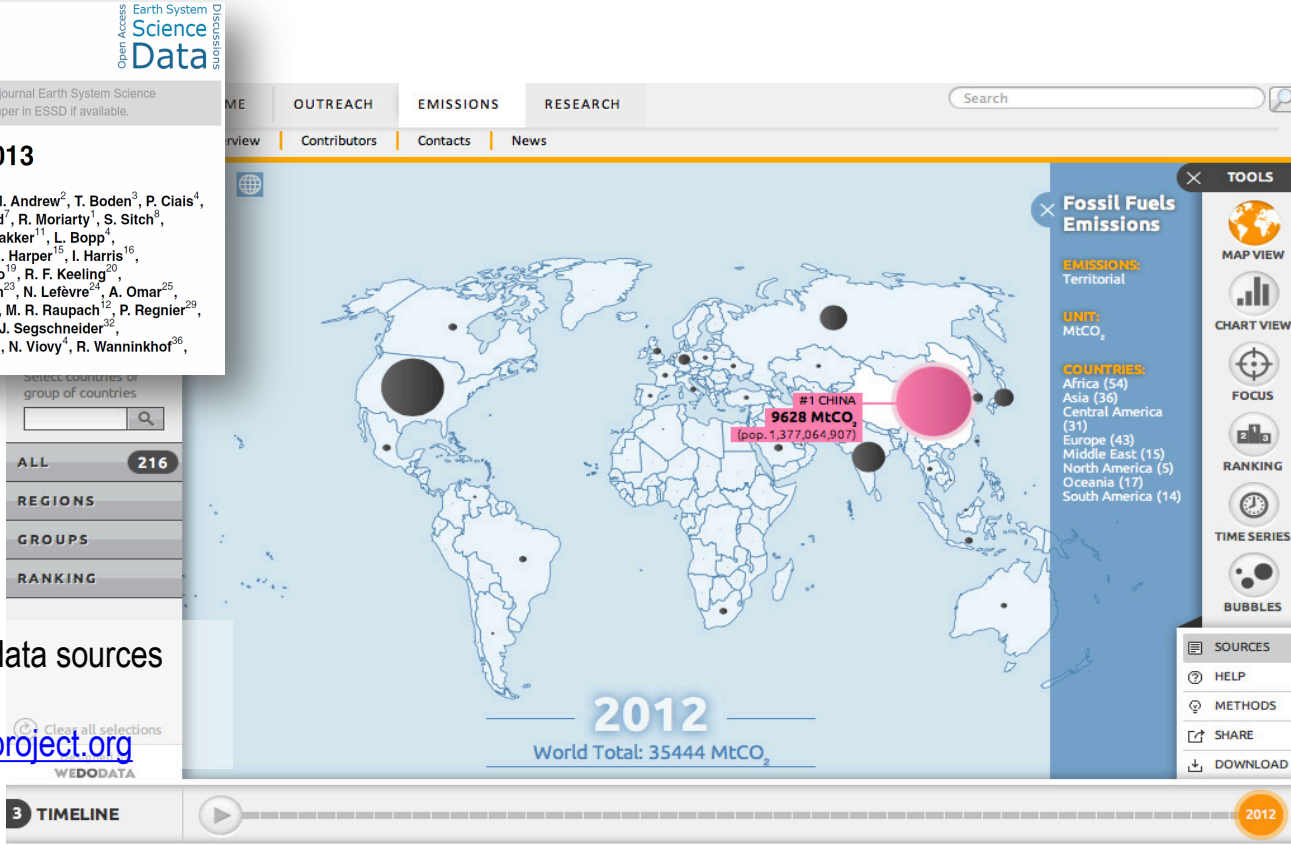 Open Access
Earth System
Science
Data
Discussions
journal Earth System Science
aper in ESSD if available.
013
M. Andrew², T. Boden³, P. Ciais⁴,
d⁷, R. Moriarty¹, S. Sitch⁸,
akker¹¹, L. Bopp⁴,
. Harper¹⁵, I. Harris¹⁶,
o¹⁹, R. F. Keeling²⁰,
n²³, N. Lefèvre²⁴, A. Omar²⁵,
, M. R. Raupach¹², P. Regnier²⁹,
J. Segschneider³²,
, N. Viovy⁴, R. Wanninkhof³⁶,
ME
OUTREACH
EMISSIONS
RESEARCH
Search
rview
Contributors
Contacts
News
Select countries or
group of countries
ALL
216
REGIONS
GROUPS
RANKING
data sources
Clear all selections
project.org
WEDODATA
#1 CHINA
9628 MtCO₂
(pop. 1,377,064,907)
2012
World Total: 35444 MtCO₂
Fossil Fuels
Emissions
EMISSIONS:
Territorial
UNIT:
MtCO₂
COUNTRIES:
Africa (54)
Asia (36)
Central America
(31)
Europe (43)
Middle East (15)
North America (5)
Oceania (17)
South America (14)
TOOLS
MAP VIEW
CHART VIEW
FOCUS
2 1 3
RANKING
TIME SERIES
BUBBLES
SOURCES
HELP
METHODS
SHARE
DOWNLOAD
3 TIMELINE
2012